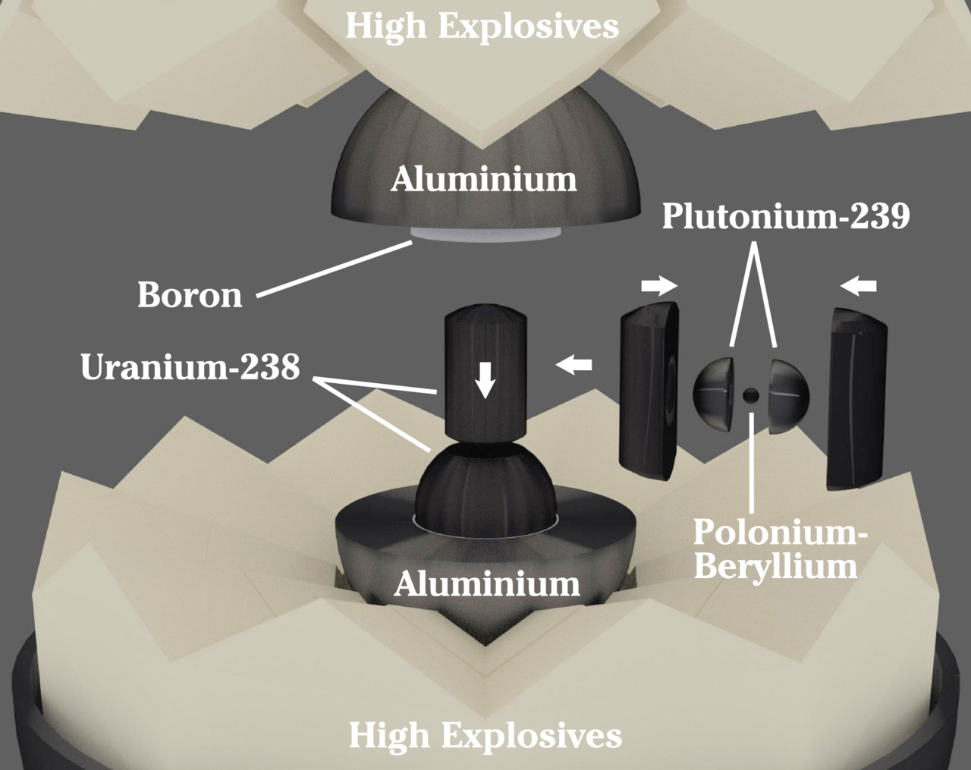 High Explosives
Aluminium
Plutonium-239
Boron
Uranium-238
Polonium-
Beryllium
Aluminium
High Explosives